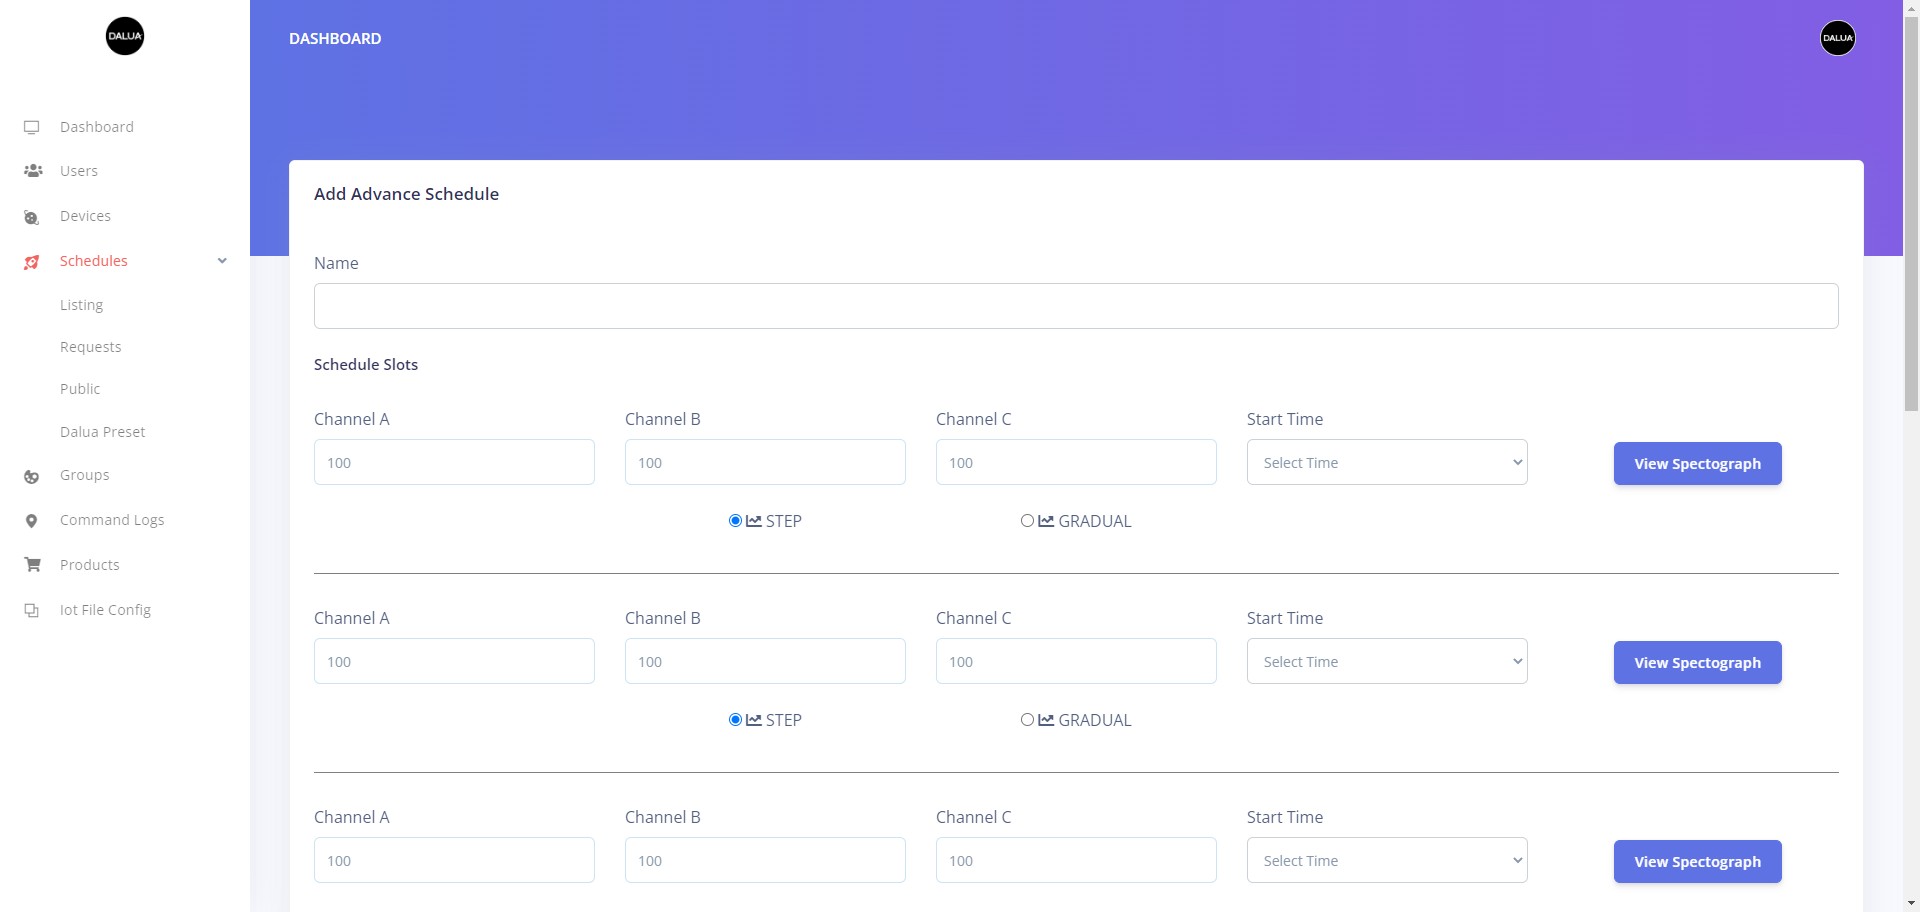 DALUA
Dashboard
Users
Devices
Schedules
Listing
Requests
Public
Dalua Preset
Groups
Command Logs
Products
Iot File Config
DASHBOARD
DALUA
Add Advance Schedule
Name
Schedule Slots
Channel A Channel B Channel C Start Time
100 100 100 Select Time View Spectograph
STEP GRADUAL
Channel A Channel B Channel C Start Time
100 100 100 Select Time View Spectograph
STEP GRADUAL
Channel A Channel B Channel C Start Time
100 100 100 Select Time View Spectograph